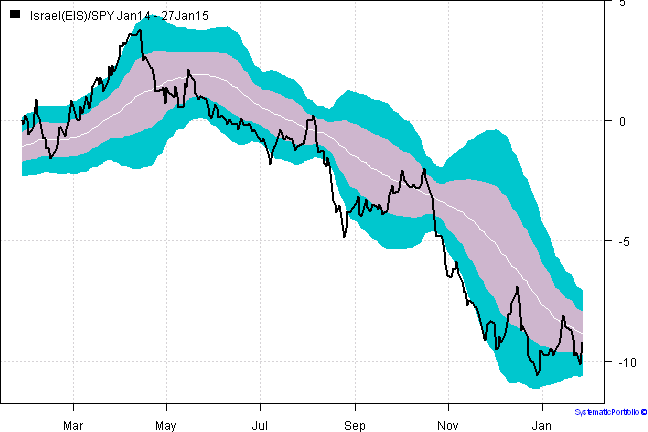 Israel(EIS)/SPY Jan14 - 27Jan15
5
0
-5
-10
Mar May Jul Sep Nov Jan
SystematicPortfolio ©